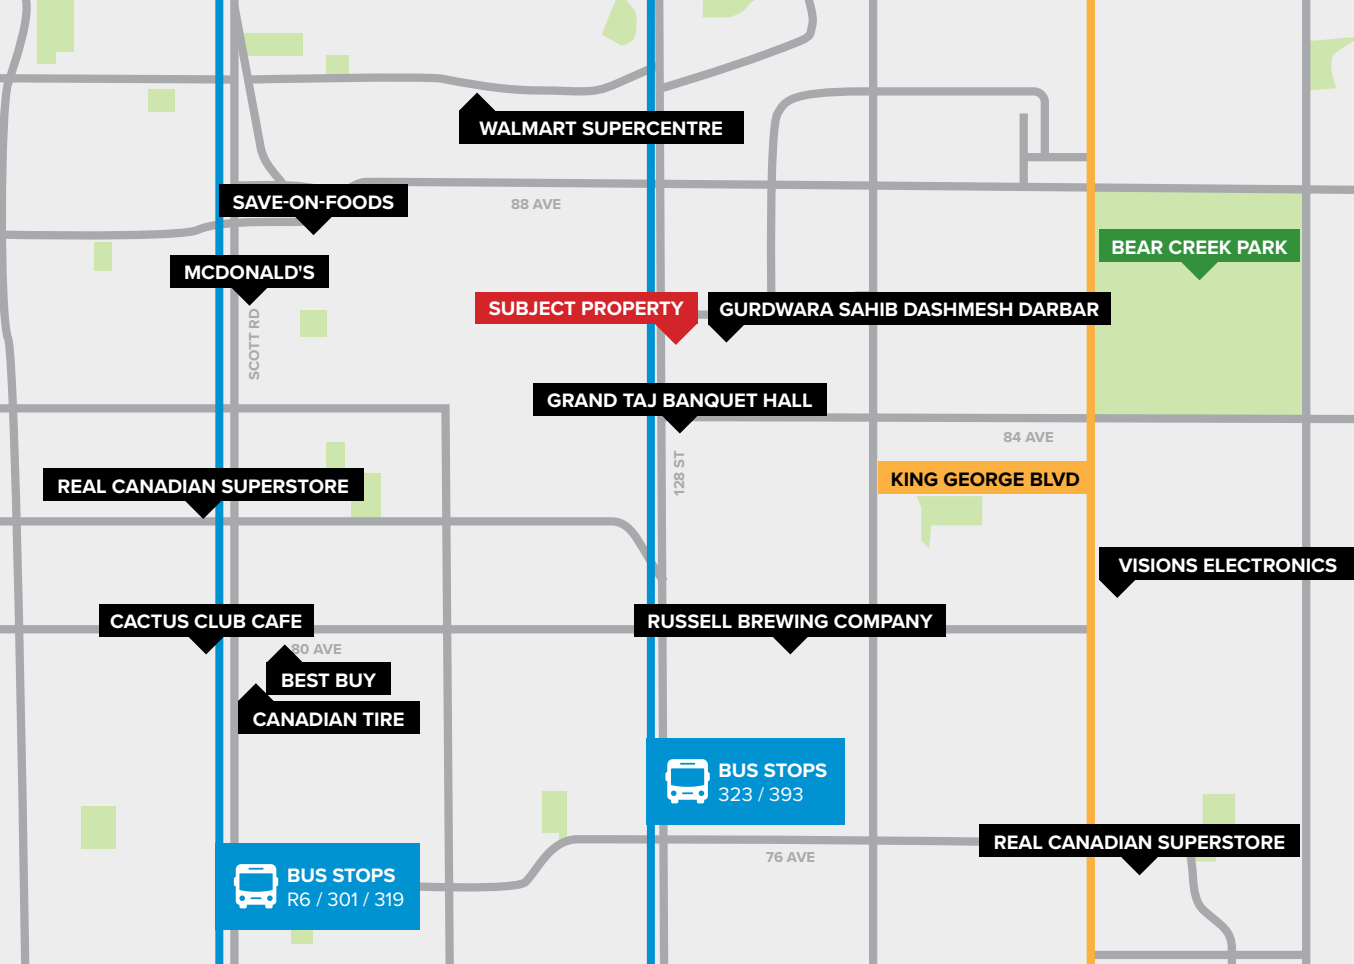 WALMART SUPERCENTRE
SAVE-ON-FOODS
88 AVE
BEAR CREEK PARK
MCDONALD'S
SUBJECT PROPERTY
GURDWARA SAHIB DASHMESH DARBAR
SCOTT RD
GRAND TAJ BANQUET HALL
84 AVE
128 ST
KING GEORGE BLVD
REAL CANADIAN SUPERSTORE
VISIONS ELECTRONICS
CACTUS CLUB CAFE
RUSSELL BREWING COMPANY
80 AVE
BEST BUY
CANADIAN TIRE
BUS STOPS
323 / 393
REAL CANADIAN SUPERSTORE
76 AVE
BUS STOPS
R6 / 301 / 319